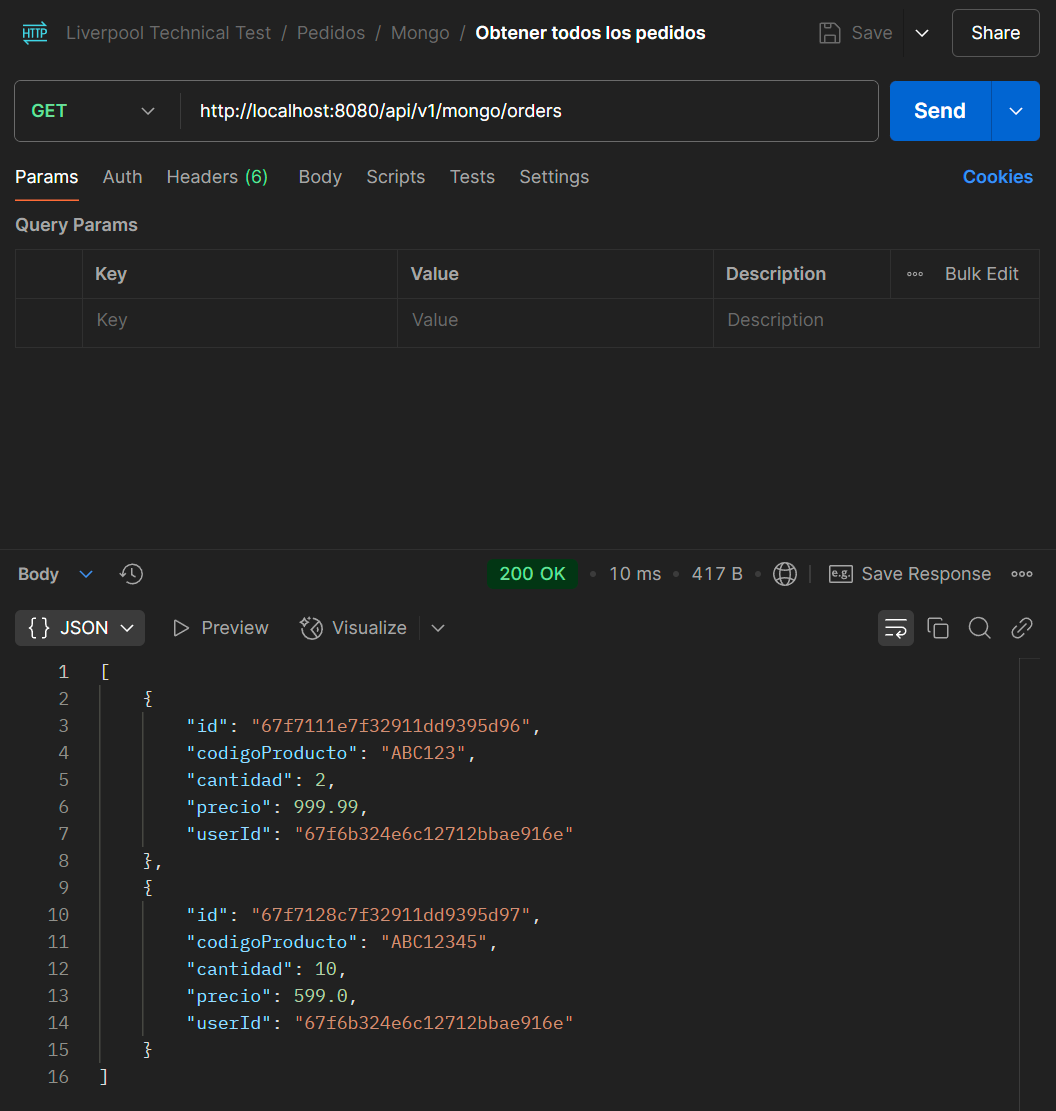 HTTP Liverpool Technical Test / Pedidos / Mongo / Obtener todos los pedidos Save Share
GET http://localhost:8080/api/v1/mongo/orders Send
Params Auth Headers (6) Body Scripts Tests Settings Cookies
Query Params
Key Value Description Bulk Edit
Key Value Description
Body 200 OK • 10 ms • 417 B • e.g. Save Response
{} JSON Preview Visualize
1 [
2 {
3 "id": "67f7111e7f32911dd9395d96",
4 "codigoProducto": "ABC123",
5 "cantidad": 2,
6 "precio": 999.99,
7 "userId": "67f6b324e6c12712bbae916e"
8 },
9 {
10 "id": "67f7128c7f32911dd9395d97",
11 "codigoProducto": "ABC12345",
12 "cantidad": 10,
13 "precio": 599.0,
14 "userId": "67f6b324e6c12712bbae916e"
15 }
16 ]